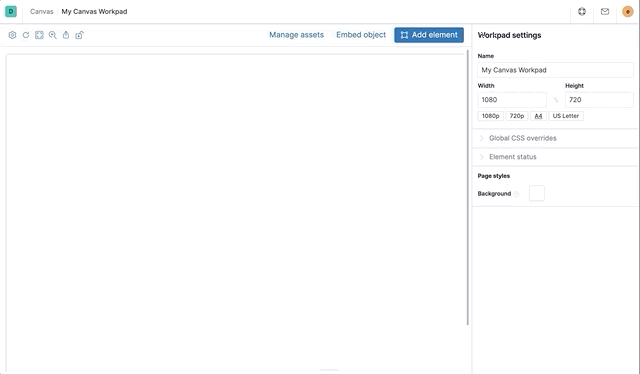 D Canvas My Canvas Workpad e
Manage assets Embed object Add element
Workpad settings
Name
My Canvas Workpad
Width Height
1080 720
1080p 720p A4 US Letter
Global CSS overrides
Element status
Page styles
Background